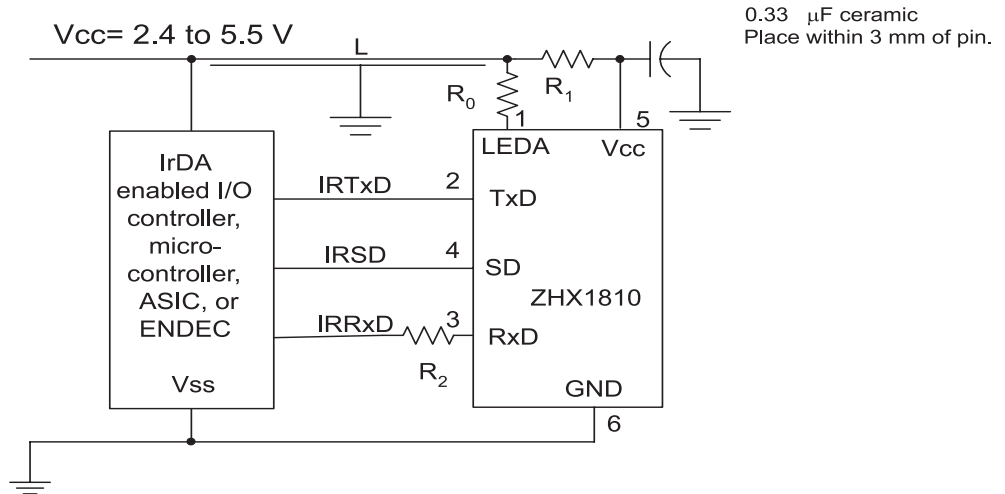 0.33 μF ceramic
Place within 3 mm of pin.
Vcc= 2.4 to 5.5 V
L
R0
R1
1
5
LEDA
Vcc
IrDA
enabled I/O
controller,
micro-
controller,
ASIC, or
ENDEC
Vss
IRTxD
2
TxD
IRSD
4
SD
ZHX1810
IRRxD
3
RxD
R2
GND
6